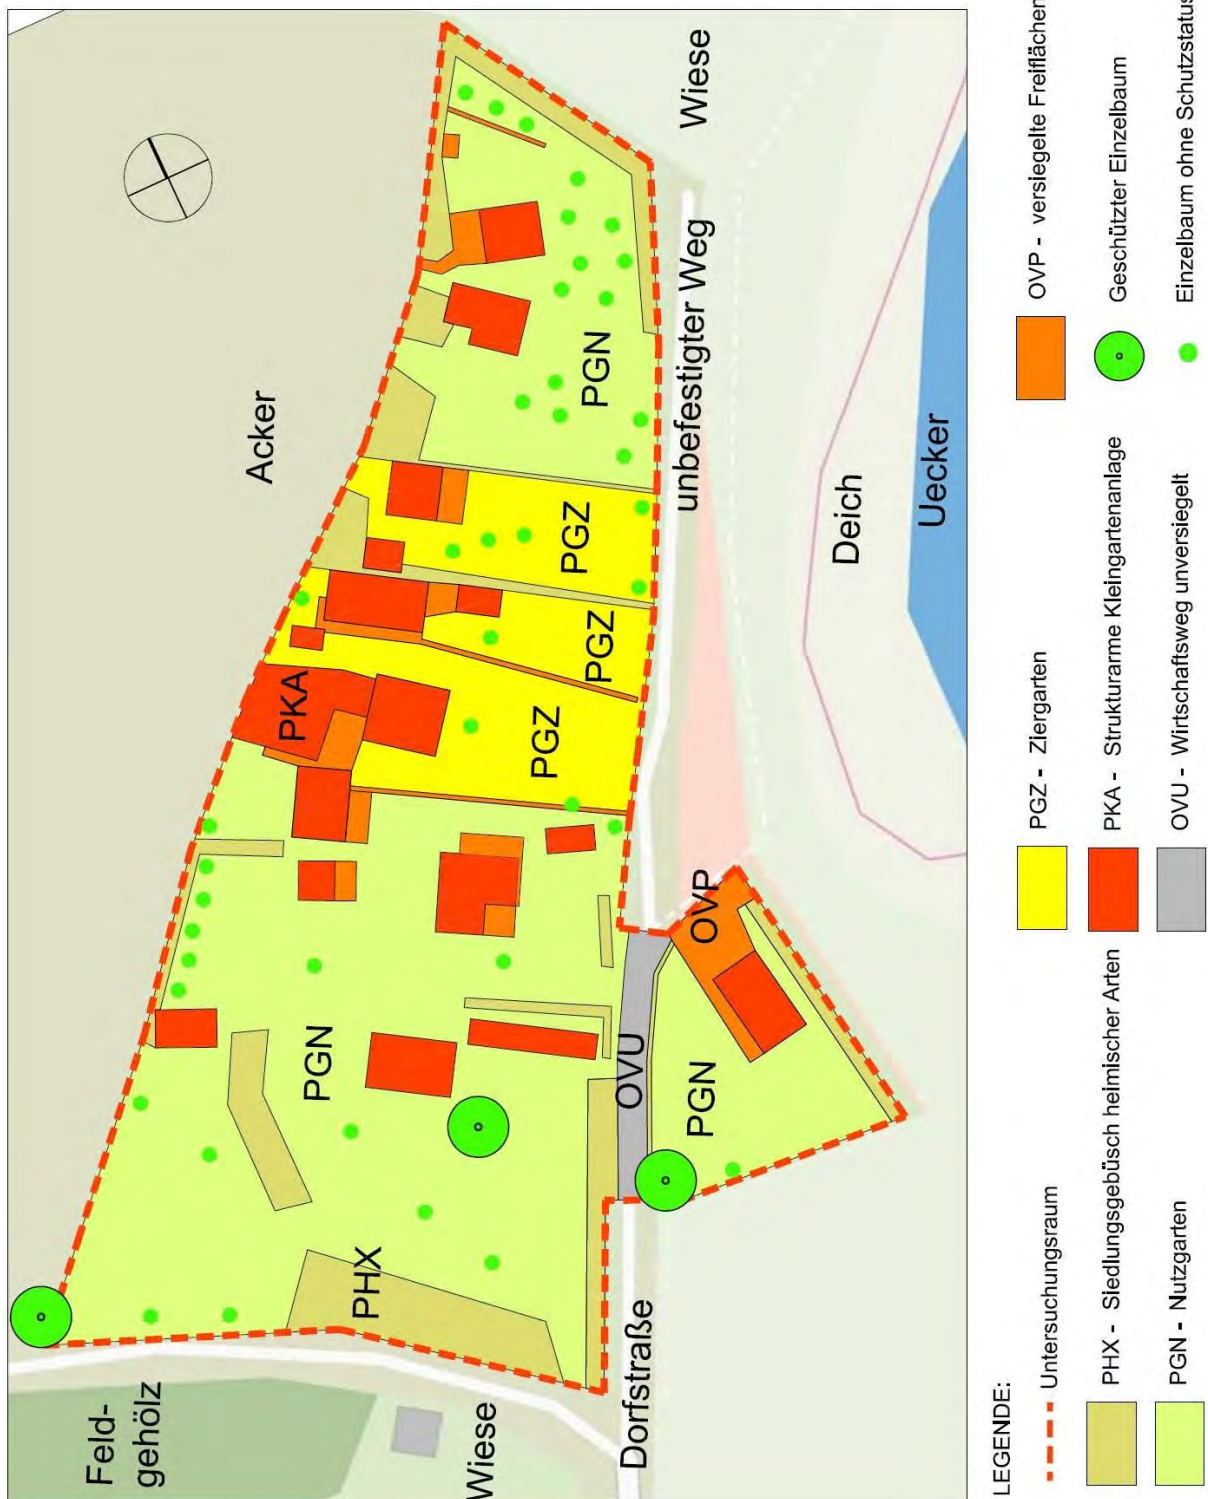 Feld-
gehölz
Acker
Wiese
Wiese
Dorfstraße
unbefestigter Weg
Deich
Uecker
PHX
PGN
PKA
PGZ
PGZ
PGZ
PGN
OVU
PGN
OVP
LEGENDE:
Untersuchungsraum
PHX - Siedlungsgebüsch heimischer Arten
PGN - Nutzgarten
PGZ - Ziergarten
PKA - Strukturarme Kleingartenanlage
OVU - Wirtschaftsweg unversiegelt
OVP - versiegelte Freiflächen
Geschützter Einzelbaum
Einzelbaum ohne Schutzstatus